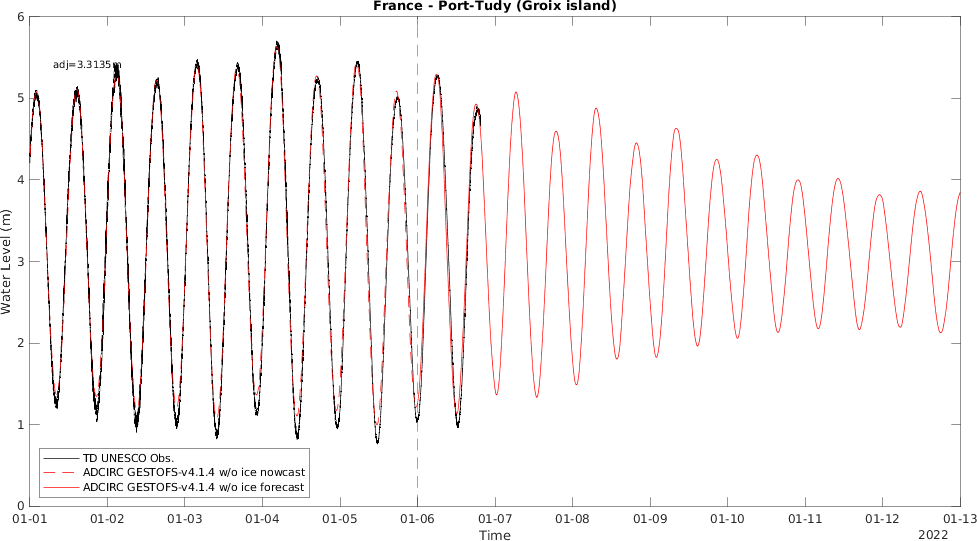 France - Port-Tudy (Groix island)
6
adj=3.3135m
5
4
Water Level (m)
3
2
1
0
TD UNESCO Obs.
ADCIRC GESTOFS-v4.1.4 w/o ice nowcast
ADCIRC GESTOFS-v4.1.4 w/o ice forecast
01-01 01-02 01-03 01-04 01-05 01-06 01-07 01-08 01-09 01-10 01-11 01-12 01-13
Time
2022